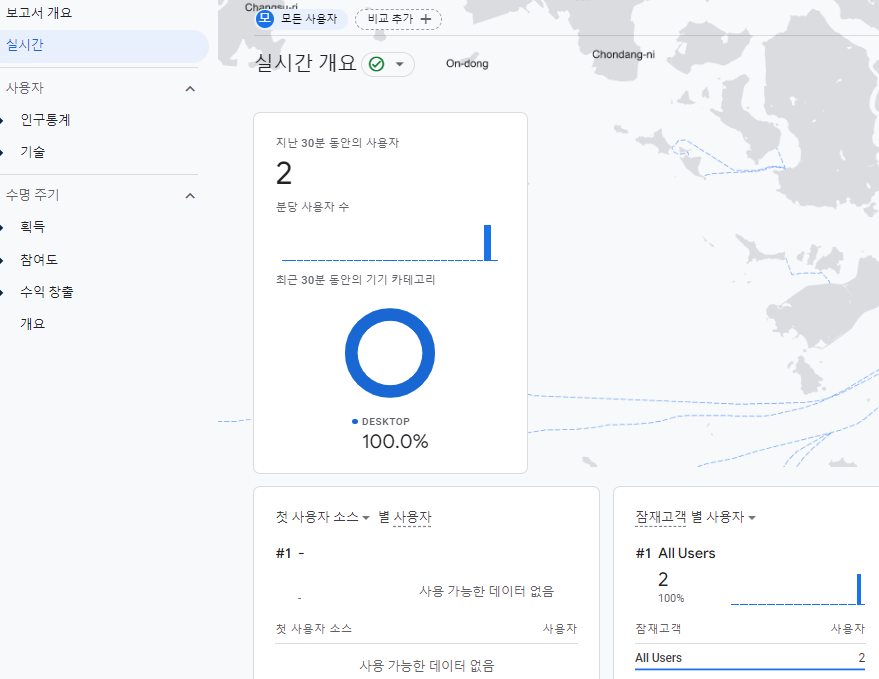 보고서 개요
실시간
사용자
인구통계
기술
수명 주기
획득
참여도
수익 창출
개요
Changsu-ri
모 모든 사용자
비교 추가
실시간 개요
On-dong
Chondang-ni
지난 30분 동안의 사용자
2
분당 사용자 수
최근 30분 동안의 기기 카테고리
DESKTOP
100.0%
첫 사용자 소스 별 사용자
#1 -
-
사용 가능한 데이터 없음
첫 사용자 소스 사용자
사용 가능한 데이터 없음
잠재고객 별 사용자
#1 All Users
2
100%
잠재고객 사용자
All Users 2